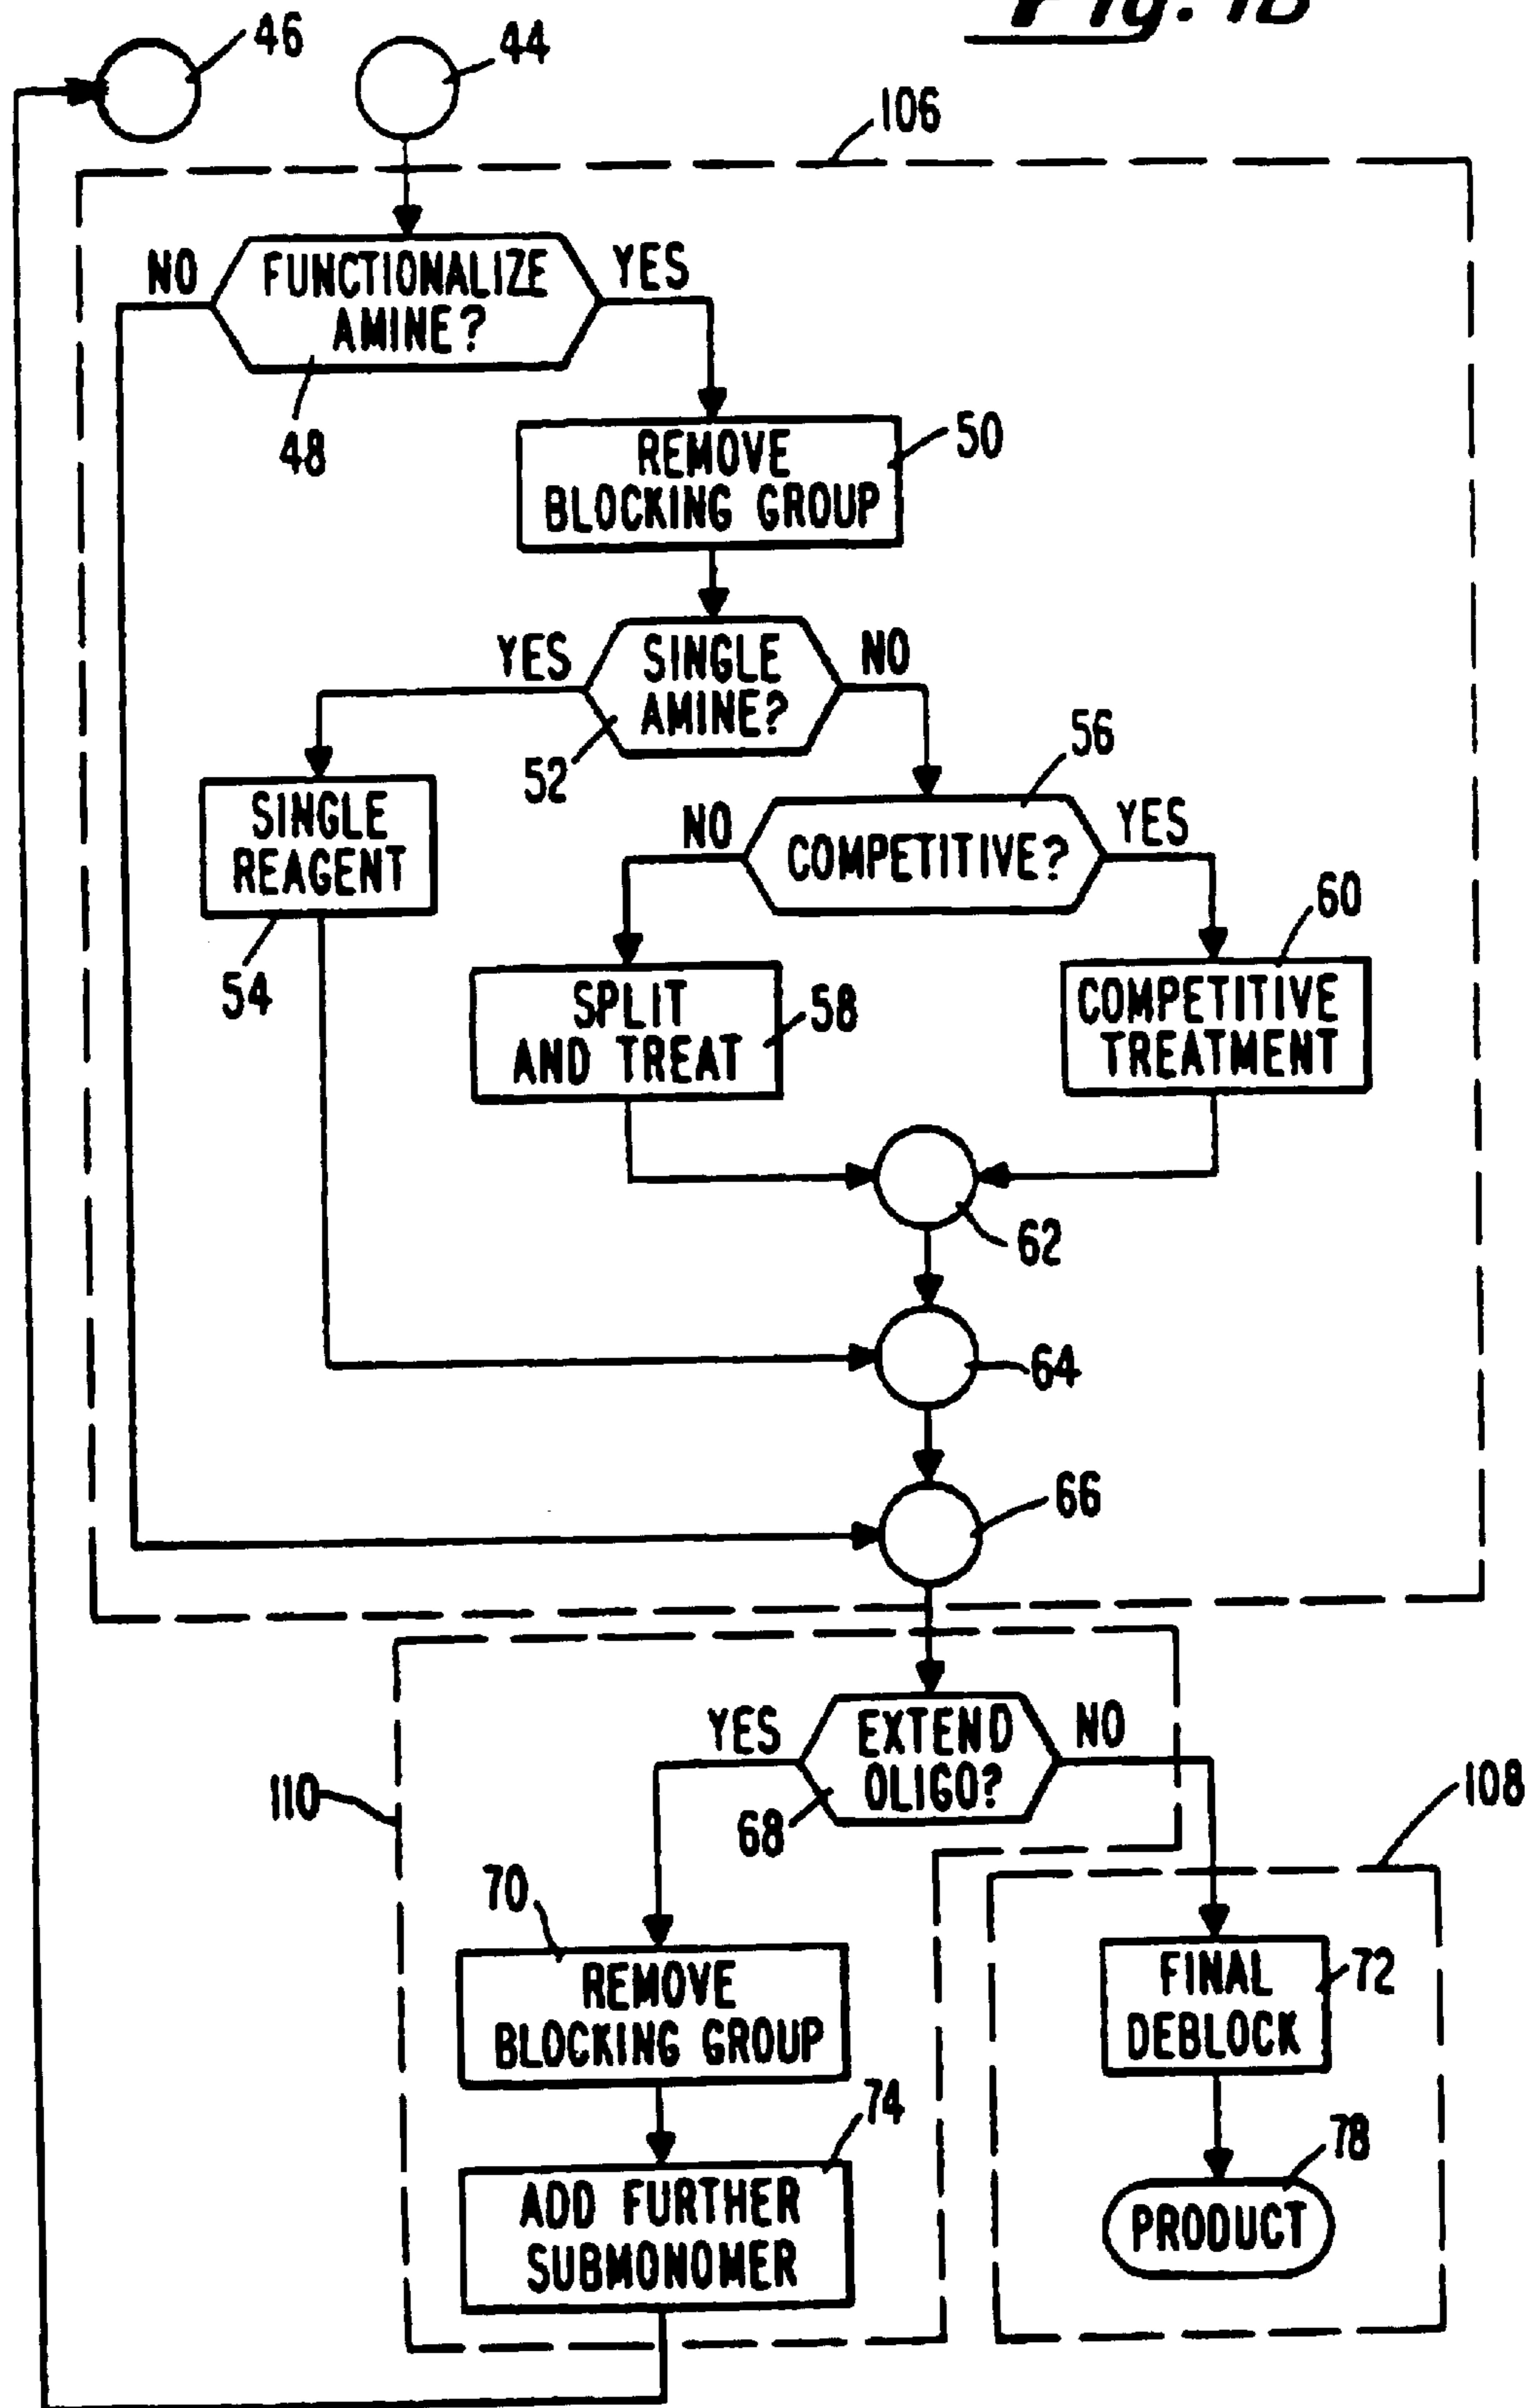 Fig. 1B
46
44
106
NO
FUNCTIONALIZE
AMINE?
YES
48
REMOVE
BLOCKING GROUP
50
YES
SINGLE
AMINE?
NO
52
56
SINGLE
REAGENT
NO
COMPETITIVE?
YES
54
60
SPLIT
AND TREAT
58
COMPETITIVE
TREATMENT
62
64
66
YES
EXTEND
OLIGO?
NO
110
68
108
70
REMOVE
BLOCKING GROUP
FINAL
DEBLOCK
72
74
78
ADD FURTHER
SUBMONOMER
PRODUCT